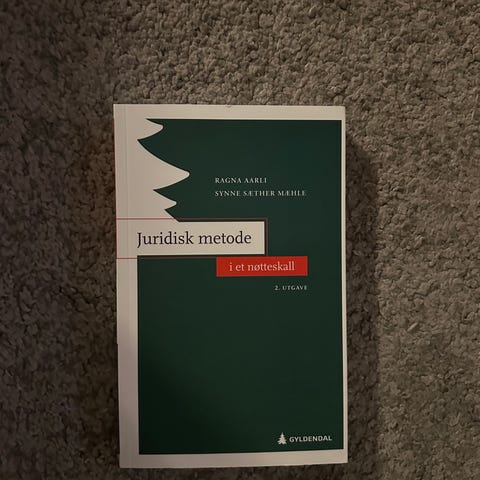 RAGNA AARLI
SYNNE SÆTHER MÆHLE
Juridisk metode
i et nøtteskall
2. UTGAVE
GYLDENDAL